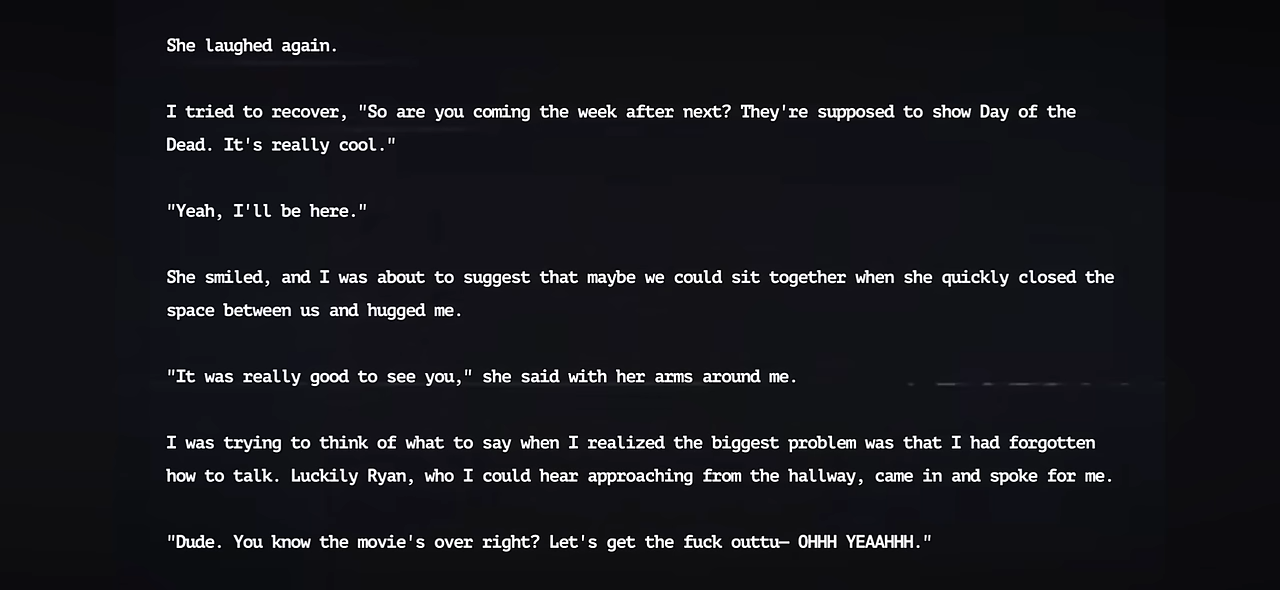 She laughed again.
I tried to recover, "So are you coming the week after next? They're supposed to show Day of the
Dead. It's really cool."
"Yeah, I'll be here."
She smiled, and I was about to suggest that maybe we could sit together when she quickly closed the
space between us and hugged me.
"It was really good to see you," she said with her arms around me.
I was trying to think of what to say when I realized the biggest problem was that I had forgotten
how to talk. Luckily Ryan, who I could hear approaching from the hallway, came in and spoke for me.
"Dude. You know the movie's over right? Let's get the fuck outtu— OHHH YEAAHHH."